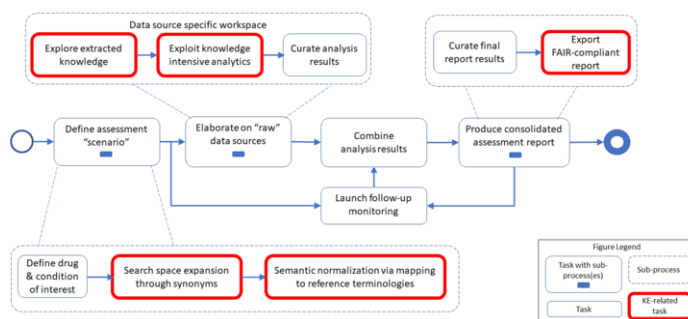 Data source specific workspace
Explore extracted
knowledge
Exploit knowledge
intensive analytics
Curate analysis
results
Curate final
report results
Export
FAIR-compliant
report
Define assessment
“scenario”
Elaborate on “raw”
data sources
Combine
analysis results
Produce consolidated
assessment report
Launch follow-up
monitoring
Define drug
& condition
of interest
Search space expansion
through synonyms
Semantic normalization via mapping
to reference terminologies
Figure Legend
Task with sub-
process(es)
Sub-process
Task
KE-related
task